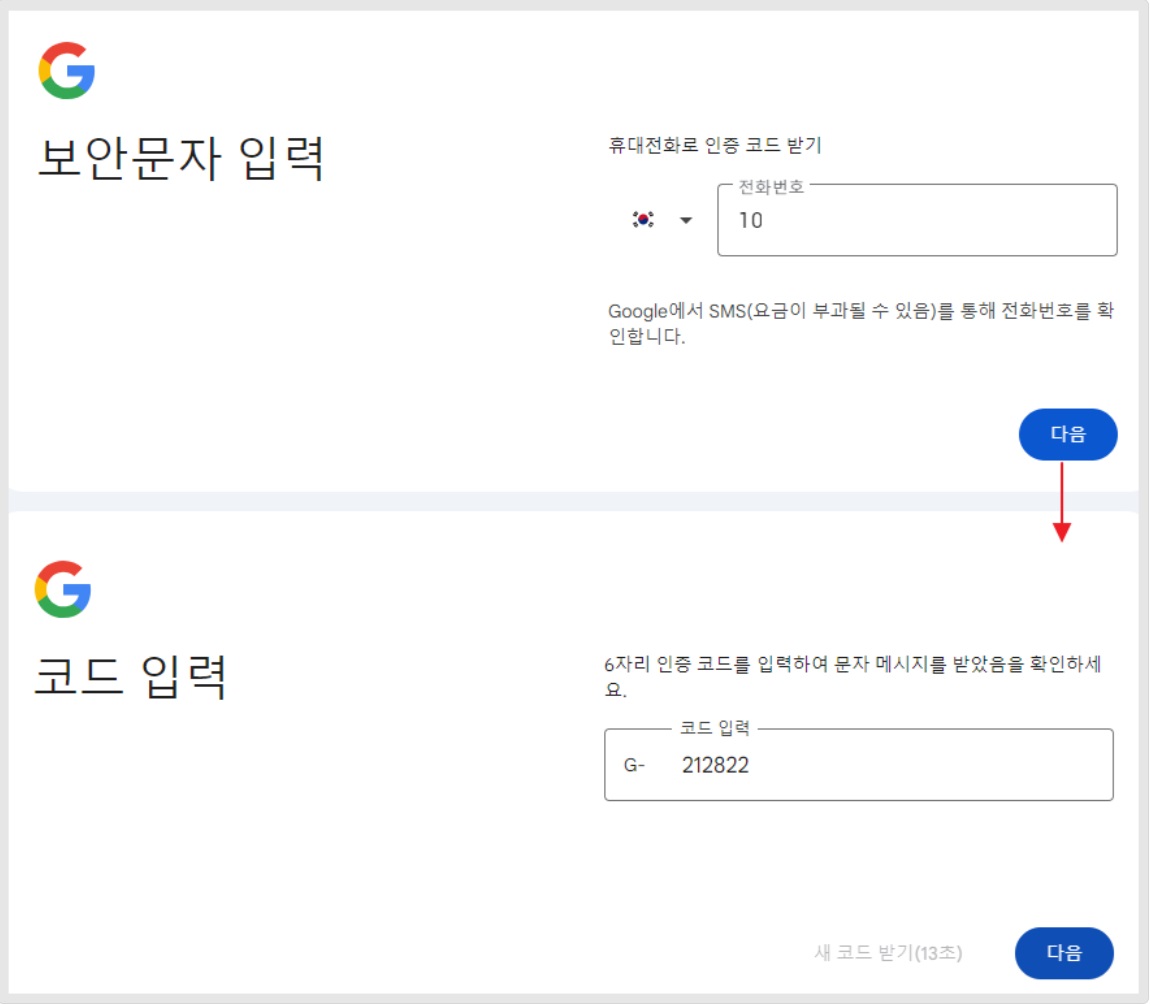 보안문자 입력
휴대전화로 인증 코드 받기
전화번호
10
Google에서 SMS(요금이 부과될 수 있음)를 통해 전화번호를 확
인합니다.
다음
코드 입력
6자리 인증 코드를 입력하여 문자 메시지를 받았음을 확인하세
요.
코드 입력
G- 212822
새 코드 받기(13초)
다음